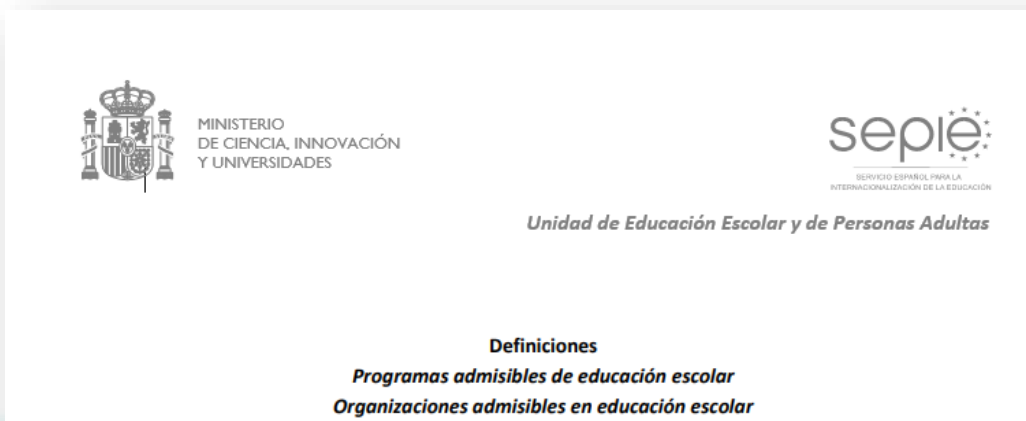 MINISTERIO
DE CIENCIA, INNOVACIÓN
Y UNIVERSIDADES
sepie
SERVICIO ESPAÑOL PARA LA
INTERNACIONALIZACIÓN DE LA EDUCACIÓN
Unidad de Educación Escolar y de Personas Adultas
Definiciones
Programas admisibles de educación escolar
Organizaciones admisibles en educación escolar